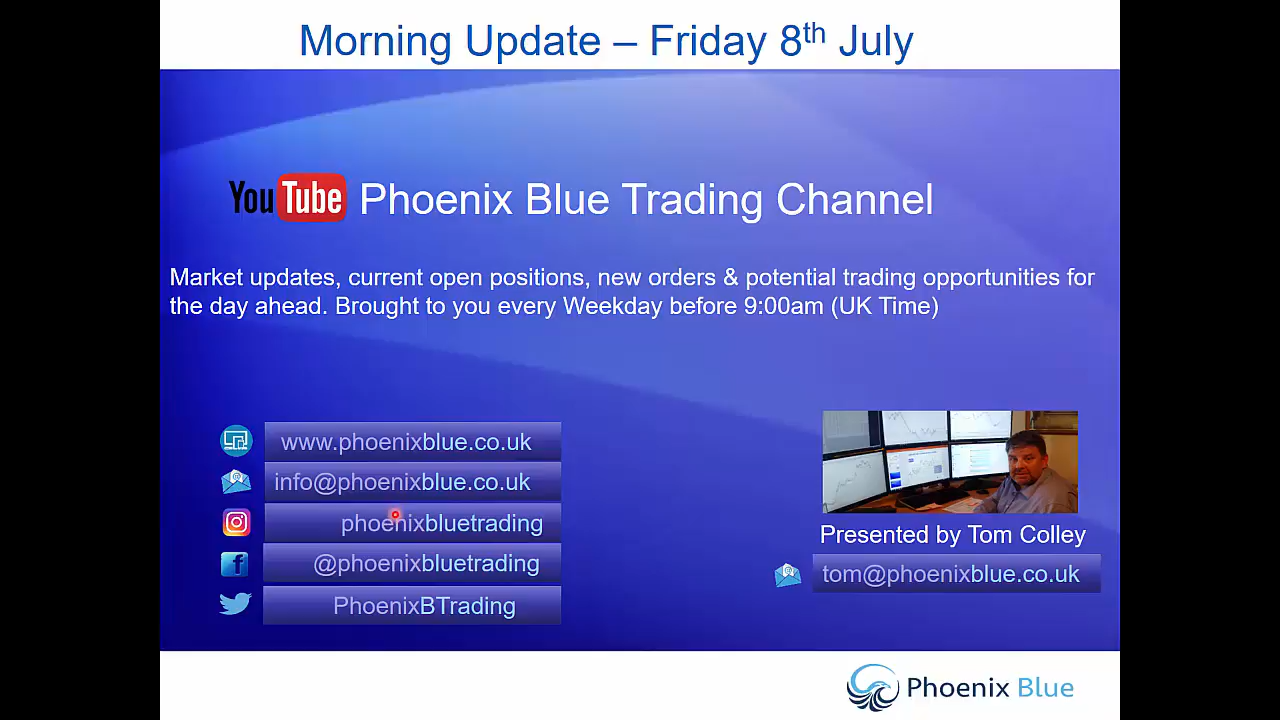 Morning Update – Friday 8th July
YouTube Phoenix Blue Trading Channel
Market updates, current open positions, new orders & potential trading opportunities for
the day ahead. Brought to you every Weekday before 9:00am (UK Time)
www.phoenixblue.co.uk
info@phoenixblue.co.uk
phoenixbluetrading
@phoenixbluetrading
PhoenixBTrading
Presented by Tom Colley
tom@phoenixblue.co.uk
Phoenix Blue